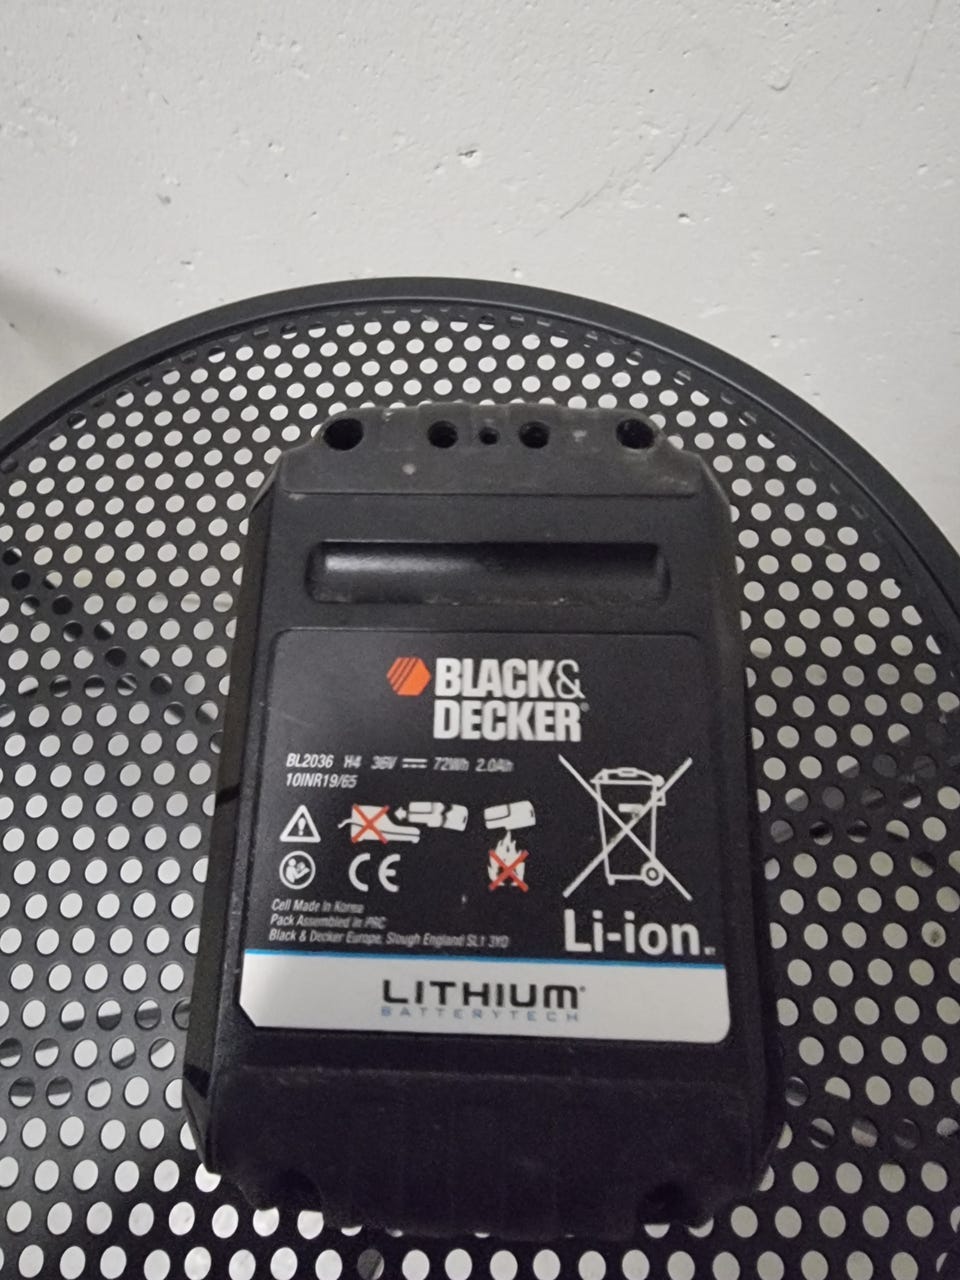 BLACK&
DECKER®
BL2036 H4 36V 72Wh 2.0Ah
10INR19/65
CE
Cell Made In Korea
Pack Assembled in PRC
Black & Decker Europe, Slough England SL1 3YD
Li-ion
LITHIUM
BATTERYTECH